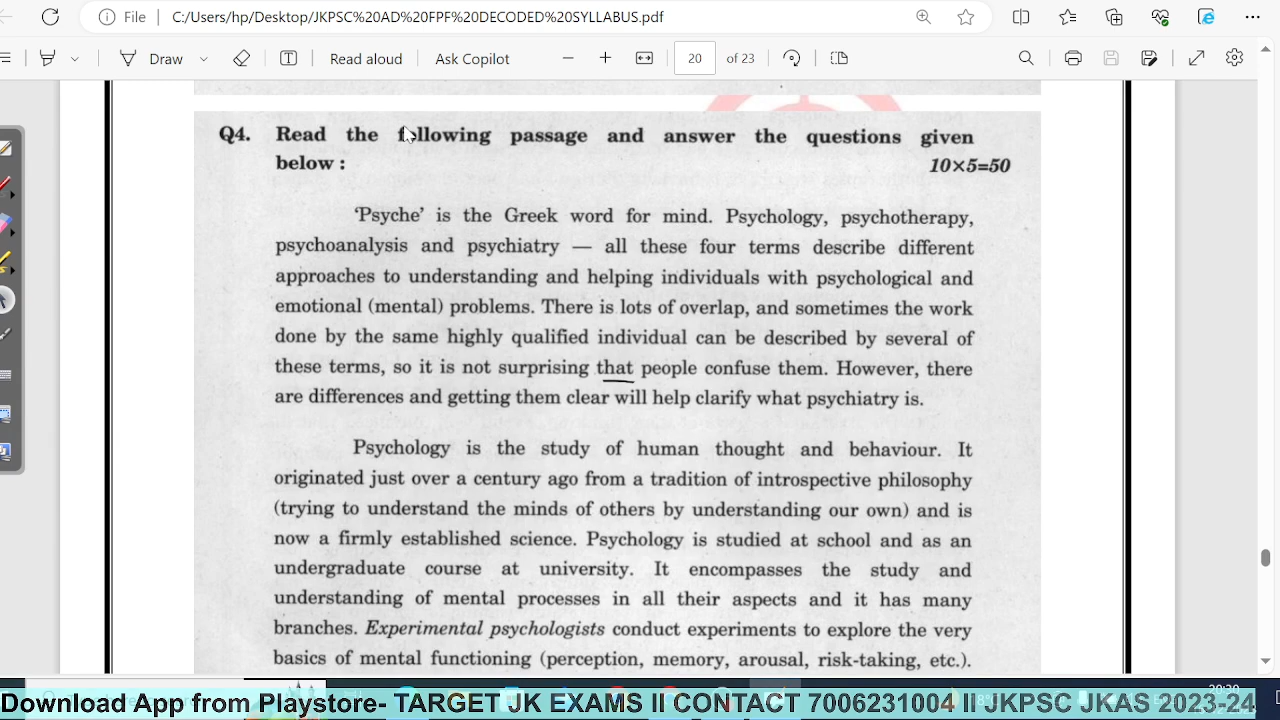 File C:/Users/hp/Desktop/JKPSC%20AD%20FPF%20DECODED%20SYLLABUS.pdf
Draw Read aloud Ask Copilot 20 of 23
Q4. Read the following passage and answer the questions given
below : 10×5=50
'Psyche' is the Greek word for mind. Psychology, psychotherapy,
psychoanalysis and psychiatry — all these four terms describe different
approaches to understanding and helping individuals with psychological and
emotional (mental) problems. There is lots of overlap, and sometimes the work
done by the same highly qualified individual can be described by several of
these terms, so it is not surprising that people confuse them. However, there
are differences and getting them clear will help clarify what psychiatry is.
Psychology is the study of human thought and behaviour. It
originated just over a century ago from a tradition of introspective philosophy
(trying to understand the minds of others by understanding our own) and is
now a firmly established science. Psychology is studied at school and as an
undergraduate course at university. It encompasses the study and
understanding of mental processes in all their aspects and it has many
branches. Experimental psychologists conduct experiments to explore the very
basics of mental functioning (perception, memory, arousal, risk-taking, etc.).
Download App from Playstore- TARGET JK EXAMS II CONTACT 7006231004 II JKPSC JKAS 2023-24